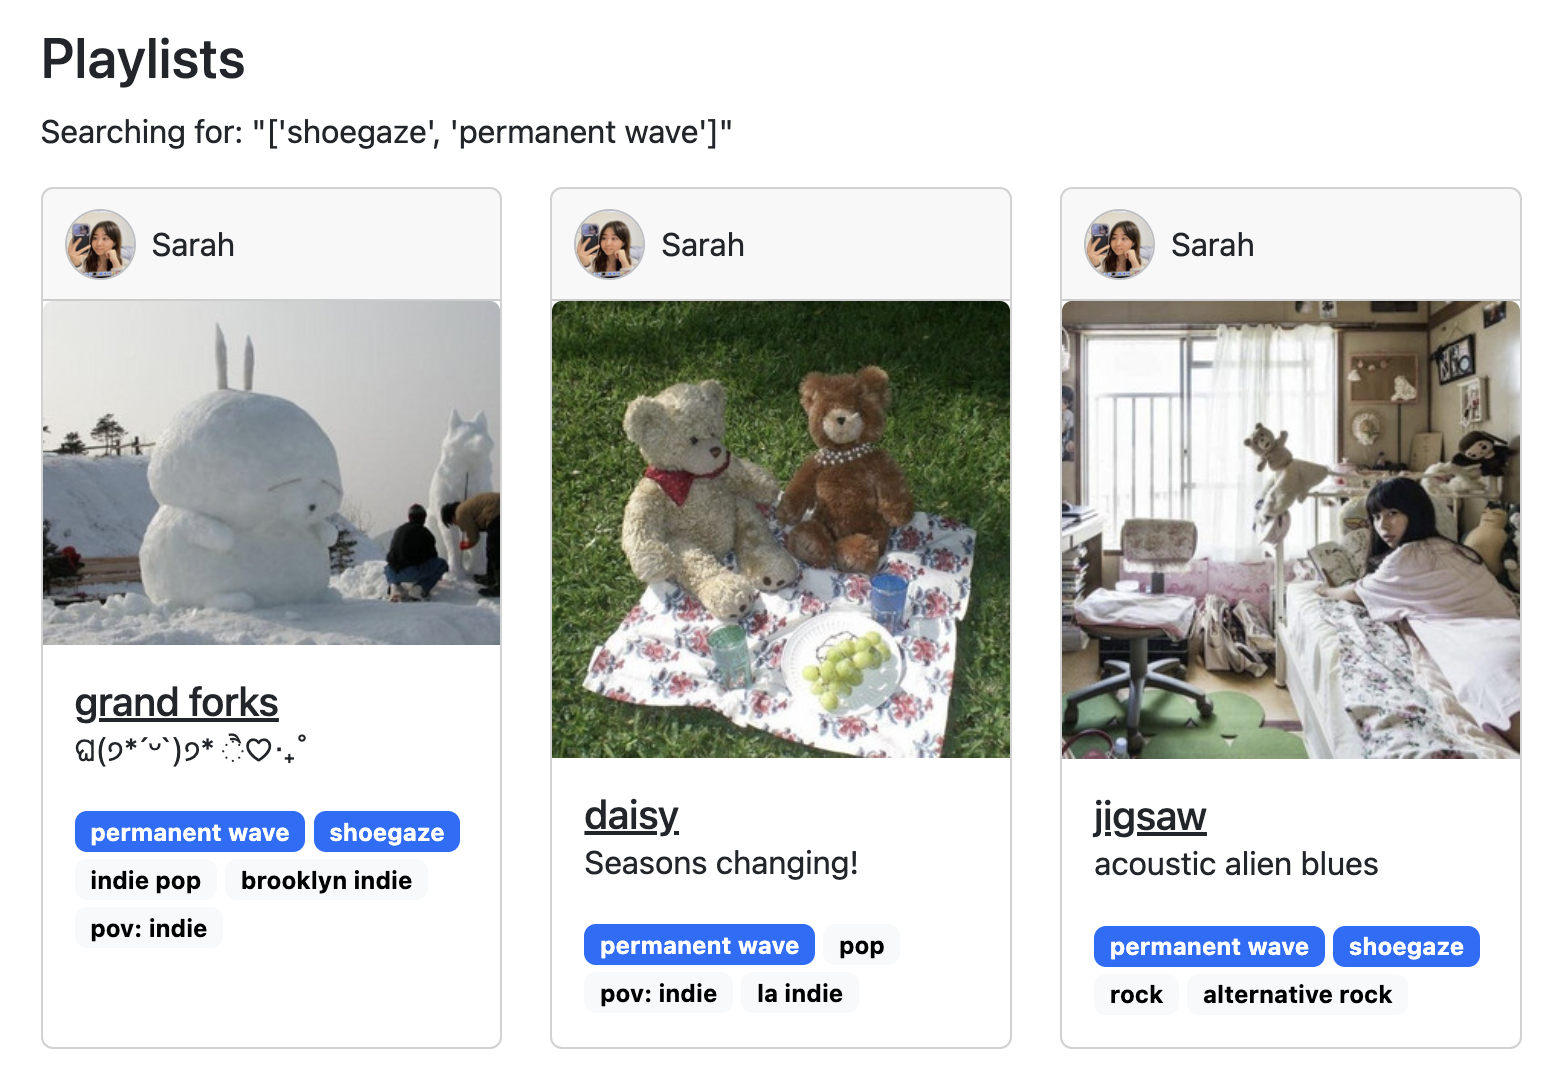 Playlists
Searching for: "['shoegaze', 'permanent wave']"
Sarah
grand forks
ଘ(੭*ˊᵕˋ)੭* ੈ♡‧₊˚
permanent wave shoegaze
indie pop brooklyn indie
pov: indie
Sarah
daisy
Seasons changing!
permanent wave pop
pov: indie la indie
Sarah
jigsaw
acoustic alien blues
permanent wave shoegaze
rock alternative rock